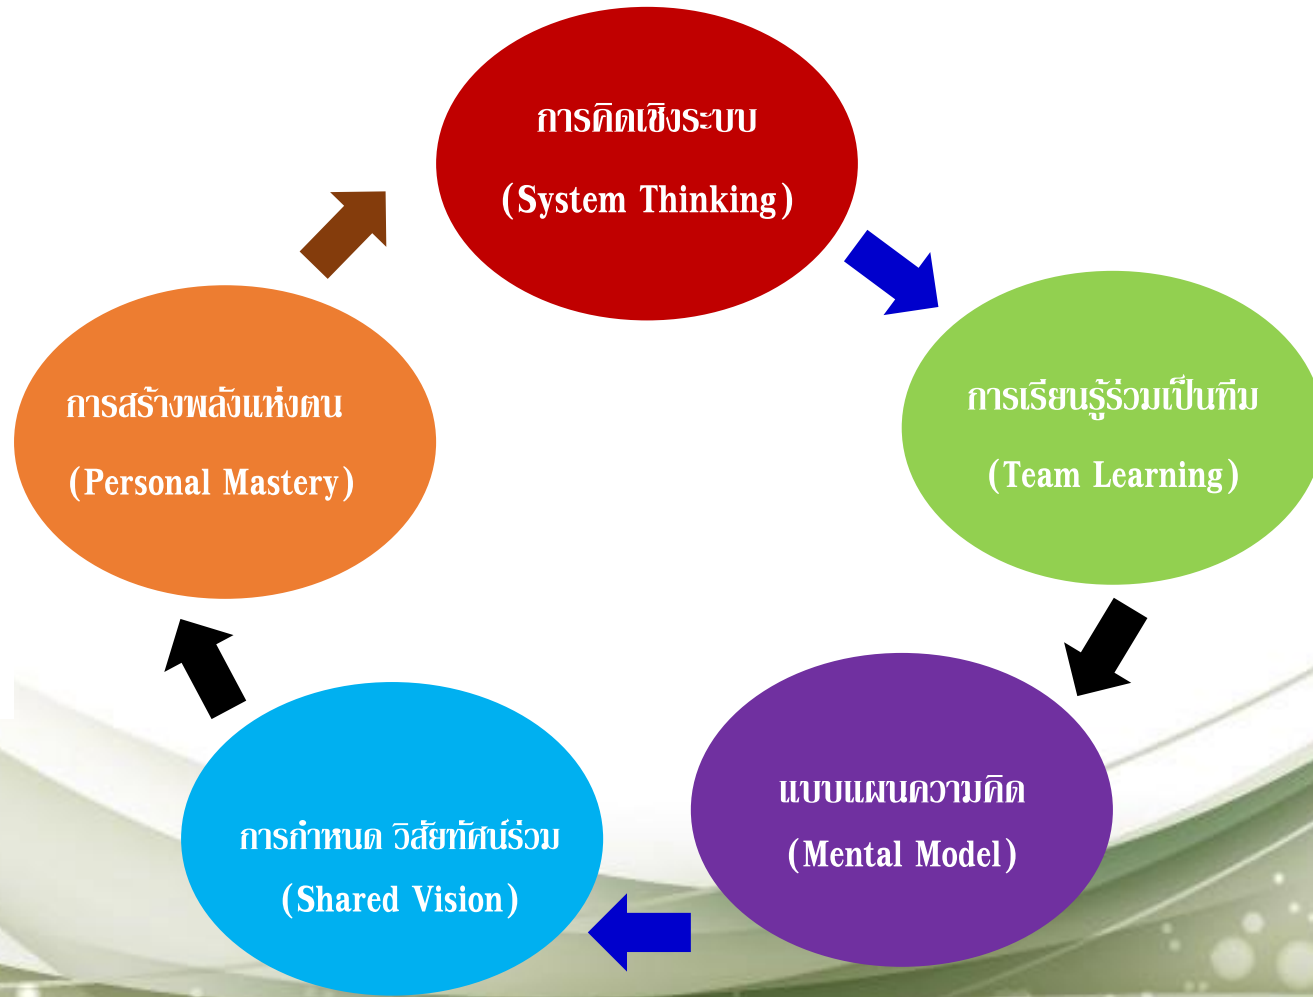 การคิดเชิงระบบ
(System Thinking)
การเรียนรู้ร่วมเป็นทีม
(Team Learning)
แบบแผนความคิด
(Mental Model)
การกำหนด วิสัยทัศน์ร่วม
(Shared Vision)
การสร้างพลังแห่งตน
(Personal Mastery)